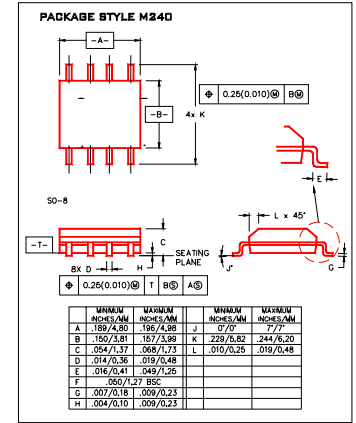 PACKAGE STYLE M240
-A-
⌖ 0.25(0.010)Ⓜ BⓂ
-B-
4x K
E
SO-8
L x 45°
-T-
C
SEATING
PLANE
8X D
H
J°
G
⌖ 0.25(0.010)Ⓜ T BⓈ AⓈ
MINIMUM INCHES/MM MAXIMUM INCHES/MM MINIMUM INCHES/MM MAXIMUM INCHES/MM
A .189/4,80 .196/4,98 J 0°/0° 7°/7°
B .150/3,81 .157/3,99 K .229/5,82 .244/6,20
C .054/1,37 .068/1,73 L .010/0,25 .019/0,48
D .014/0,36 .019/0,48
E .016/0,41 .049/1,25
F .050/1,27 BSC
G .007/0,18 .009/0,23
H .004/0,10 .009/0,23